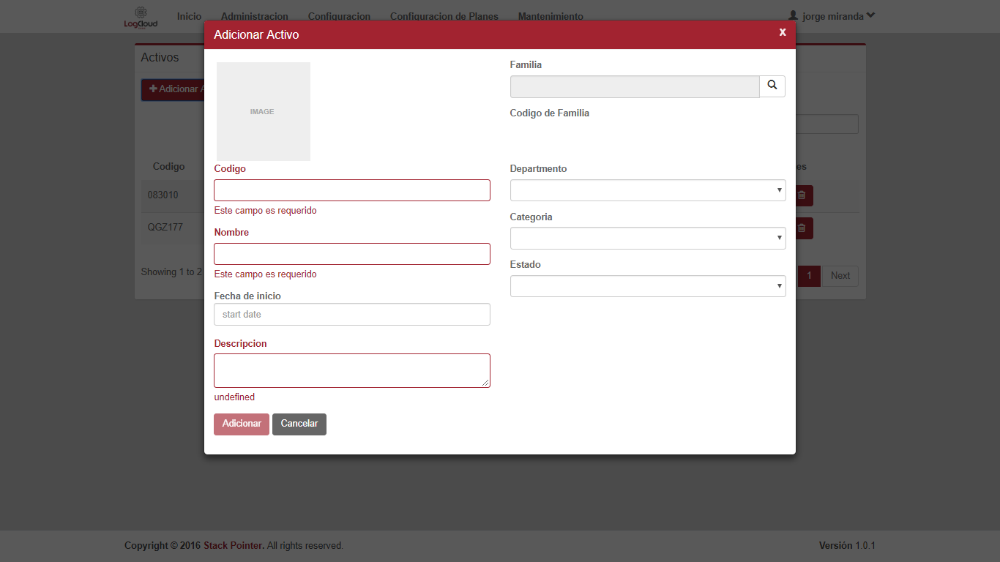 LogCloud
Inicio Administracion Configuracion Configuracion de Planes Mantenimiento jorge miranda
Adicionar Activo x
Activos
Adicionar A
IMAGE
Familia
Codigo de Familia
Codigo
083010
QGZ177
Showing 1 to 2
Codigo
Este campo es requerido
Nombre
Este campo es requerido
Fecha de inicio
start date
Descripcion
undefined
Adicionar Cancelar
Departmento
Categoria
Estado
es
1 Next
Copyright © 2016 Stack Pointer. All rights reserved. Versión 1.0.1